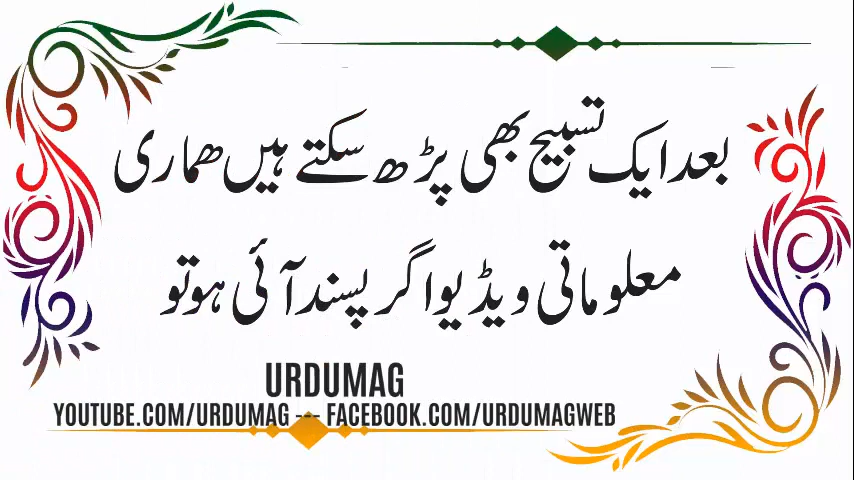 بعد ایک تسبیح بھی پڑھ سکتے ہیں ھماری
معلوماتی ویڈیو اگر پسند آئی ہو تو
URDUMAG
YOUTUBE.COM/URDUMAG --- FACEBOOK.COM/URDUMAGWEB